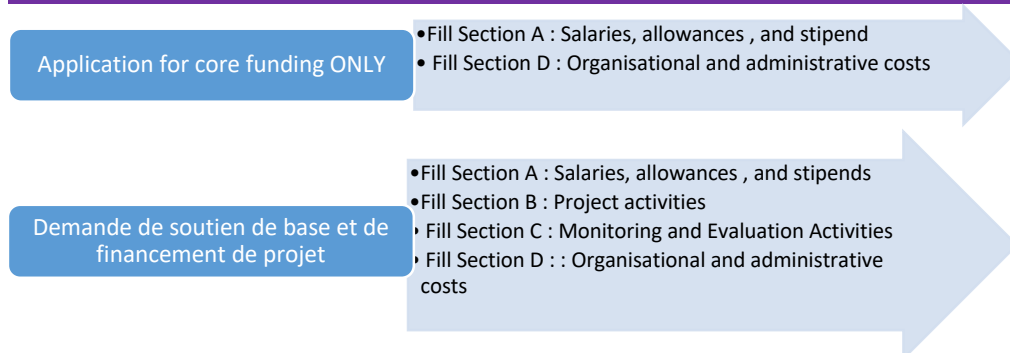 Application for core funding ONLY
•Fill Section A : Salaries, allowances , and stipend
• Fill Section D : Organisational and administrative costs
Demande de soutien de base et de
financement de projet
•Fill Section A : Salaries, allowances , and stipends
•Fill Section B : Project activities
• Fill Section C : Monitoring and Evaluation Activities
• Fill Section D : : Organisational and administrative
costs